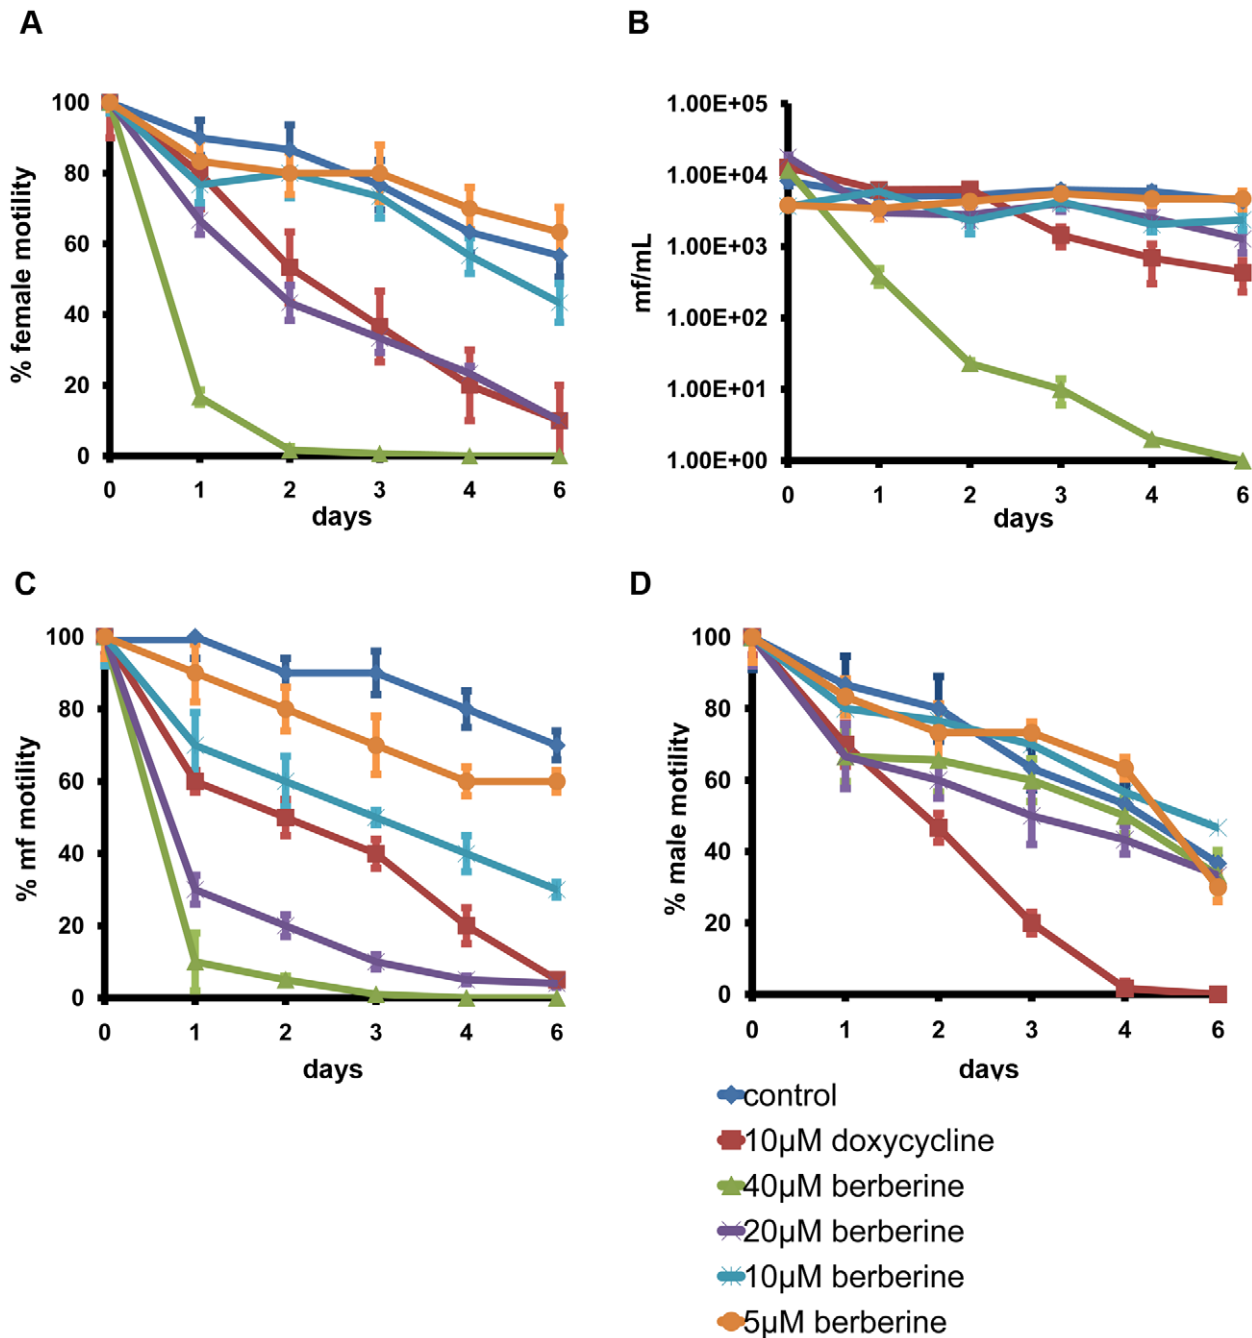 A
B
100
80
60
40
20
0
% female motility
0 1 2 3 4 6
days
1.00E+05
1.00E+04
1.00E+03
1.00E+02
1.00E+01
1.00E+00
mf/mL
0 1 2 3 4 6
days
C
D
100
80
60
40
20
0
% mf motility
0 1 2 3 4 6
days
100
80
60
40
20
0
% male motility
0 1 2 3 4 6
days
control
10µM doxycycline
40µM berberine
20µM berberine
10µM berberine
5µM berberine